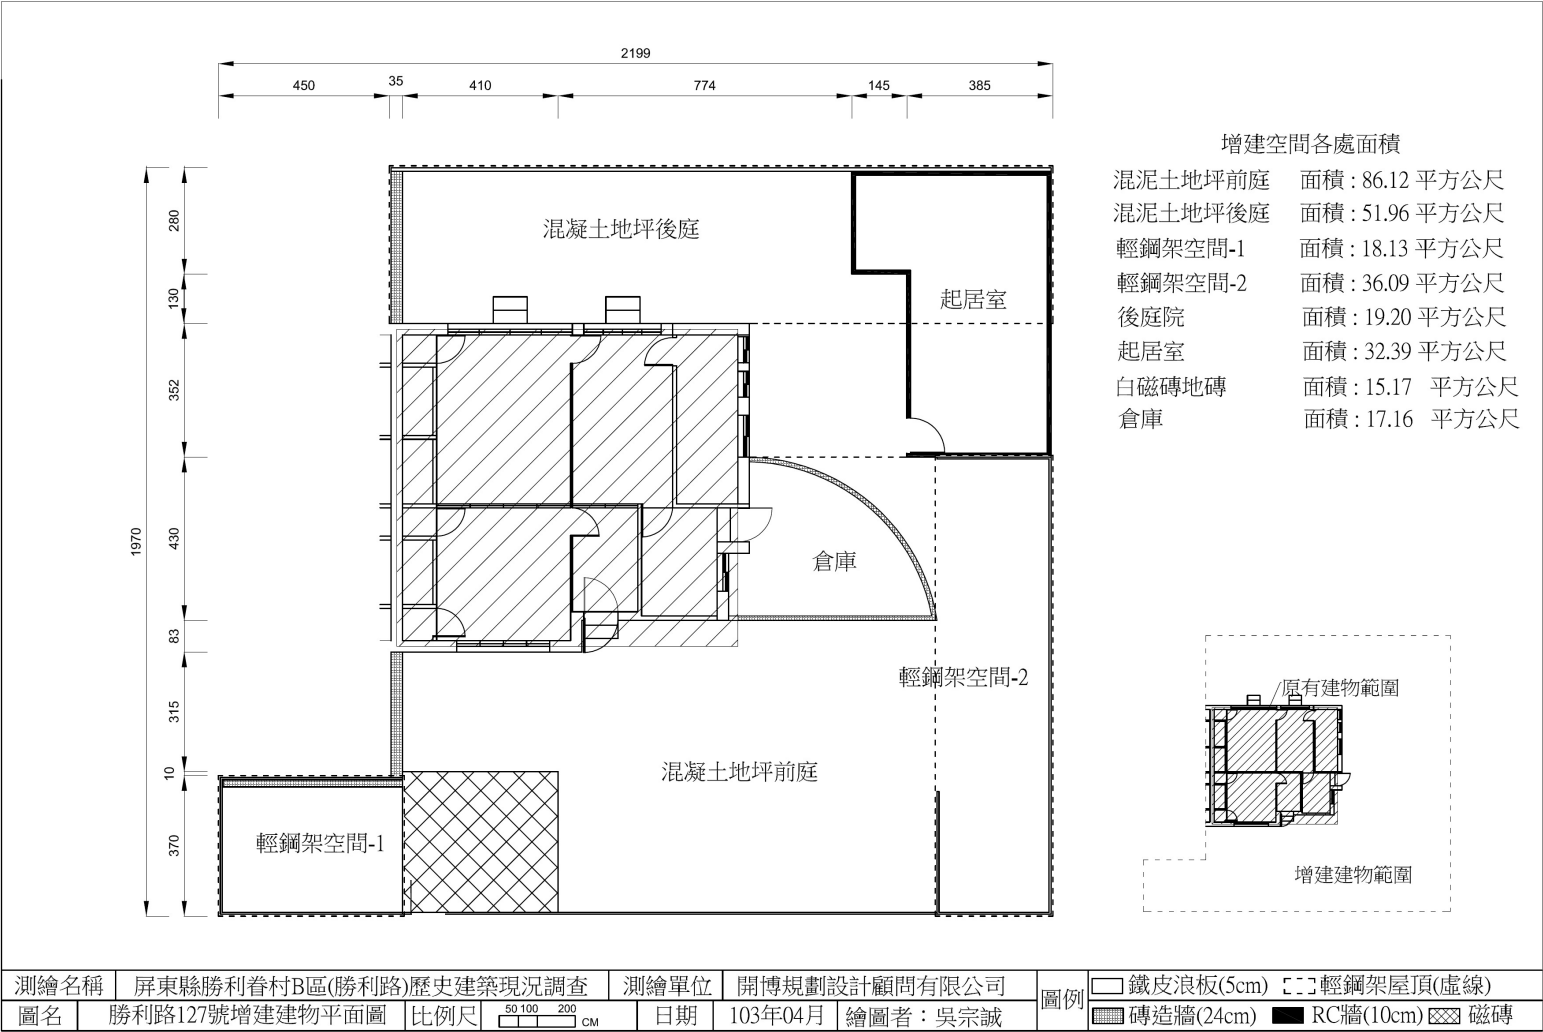 2199
450 35 410 774 145 385
增建空間各處面積
混泥土地坪前庭 面積 : 86.12 平方公尺
混泥土地坪後庭 面積 : 51.96 平方公尺
輕鋼架空間-1 面積 : 18.13 平方公尺
輕鋼架空間-2 面積 : 36.09 平方公尺
後庭院 面積 : 19.20 平方公尺
起居室 面積 : 32.39 平方公尺
白磁磚地磚 面積 : 15.17 平方公尺
倉庫 面積 : 17.16 平方公尺
1970
280
130
352
430
83
315
10
370
混凝土地坪後庭
起居室
倉庫
輕鋼架空間-2
混凝土地坪前庭
輕鋼架空間-1
原有建物範圍
增建建物範圍
測繪名稱 屏東縣勝利眷村B區(勝利路)歷史建築現況調查 測繪單位 開博規劃設計顧問有限公司
圖名 勝利路127號增建建物平面圖 比例尺 50 100 200 CM 日期 103年04月 繪圖者：吳宗誠
圖例 鐵皮浪板(5cm) 輕鋼架屋頂(虛線)
磚造牆(24cm) RC牆(10cm) 磁磚